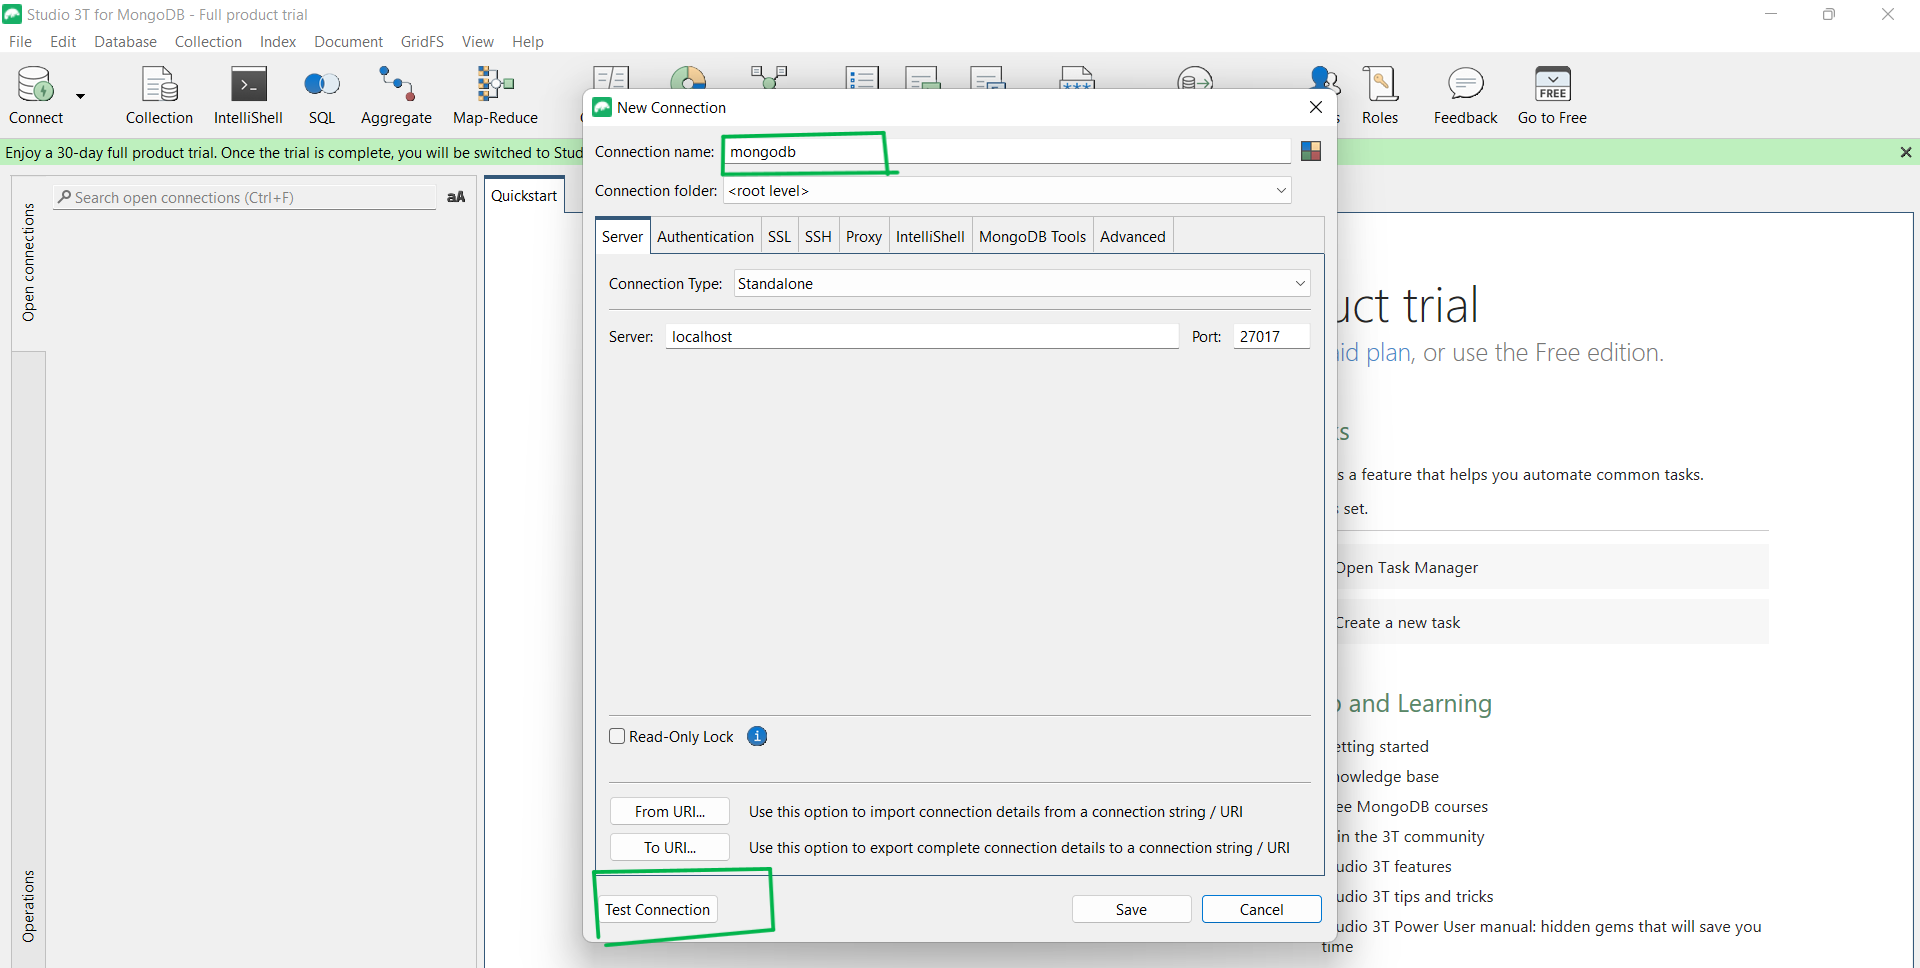 Studio 3T for MongoDB - Full product trial
File Edit Database Collection Index Document GridFS View Help
Connect Collection IntelliShell SQL Aggregate Map-Reduce Roles Feedback Go to Free
FREE
Enjoy a 30-day full product trial. Once the trial is complete, you will be switched to Stud
Search open connections (Ctrl+F) aA
Open connections
Operations
Quickstart
New Connection
Connection name: mongodb
Connection folder: <root level>
Server Authentication SSL SSH Proxy IntelliShell MongoDB Tools Advanced
Connection Type: Standalone
Server: localhost Port: 27017
Read-Only Lock
From URI... Use this option to import connection details from a connection string / URI
To URI... Use this option to export complete connection details to a connection string / URI
Test Connection Save Cancel
uct trial
id plan, or use the Free edition.
s
s a feature that helps you automate common tasks.
set.
Open Task Manager
Create a new task
and Learning
etting started
owledge base
ee MongoDB courses
in the 3T community
udio 3T features
udio 3T tips and tricks
udio 3T Power User manual: hidden gems that will save you
time